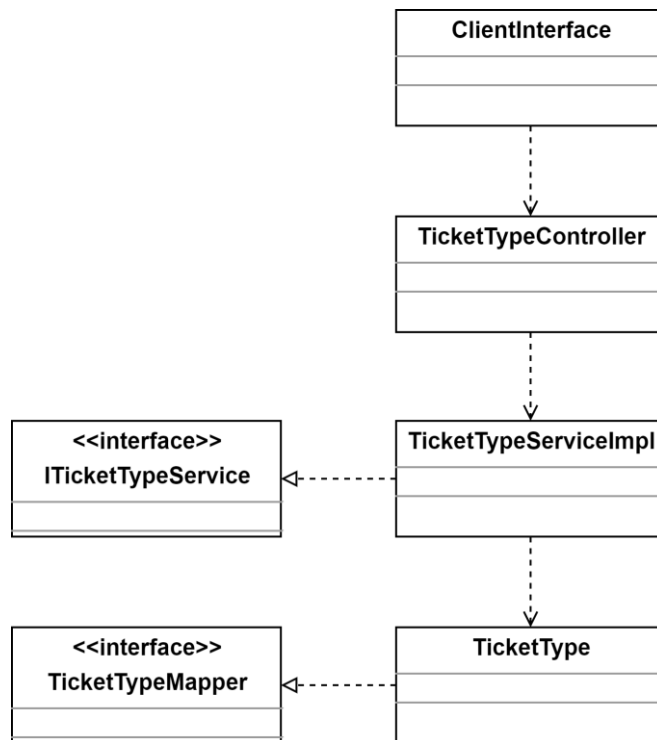 ClientInterface
TicketTypeController
<<interface>>
ITicketTypeService
TicketTypeServiceImpl
<<interface>>
TicketTypeMapper
TicketType